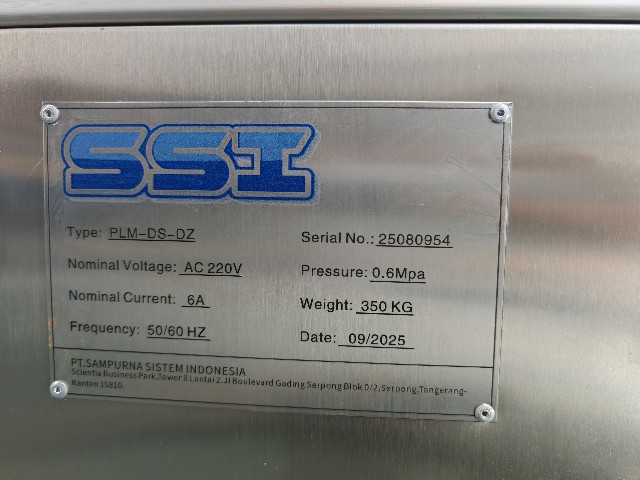 SSI
Type: PLM-DS-DZ
Serial No.: 25080954
Nominal Voltage: AC 220V
Pressure: 0.6Mpa
Nominal Current: 6A
Weight: 350 KG
Frequency: 50/60 HZ
Date: 09/2025
PT.SAMPURNA SISTEM INDONESIA
Scientia Business Park,Tower II Lantai 2.Jl Boulevard Gading Serpong Blok O/2,Serpong,Tangerang-
Banten 15810.